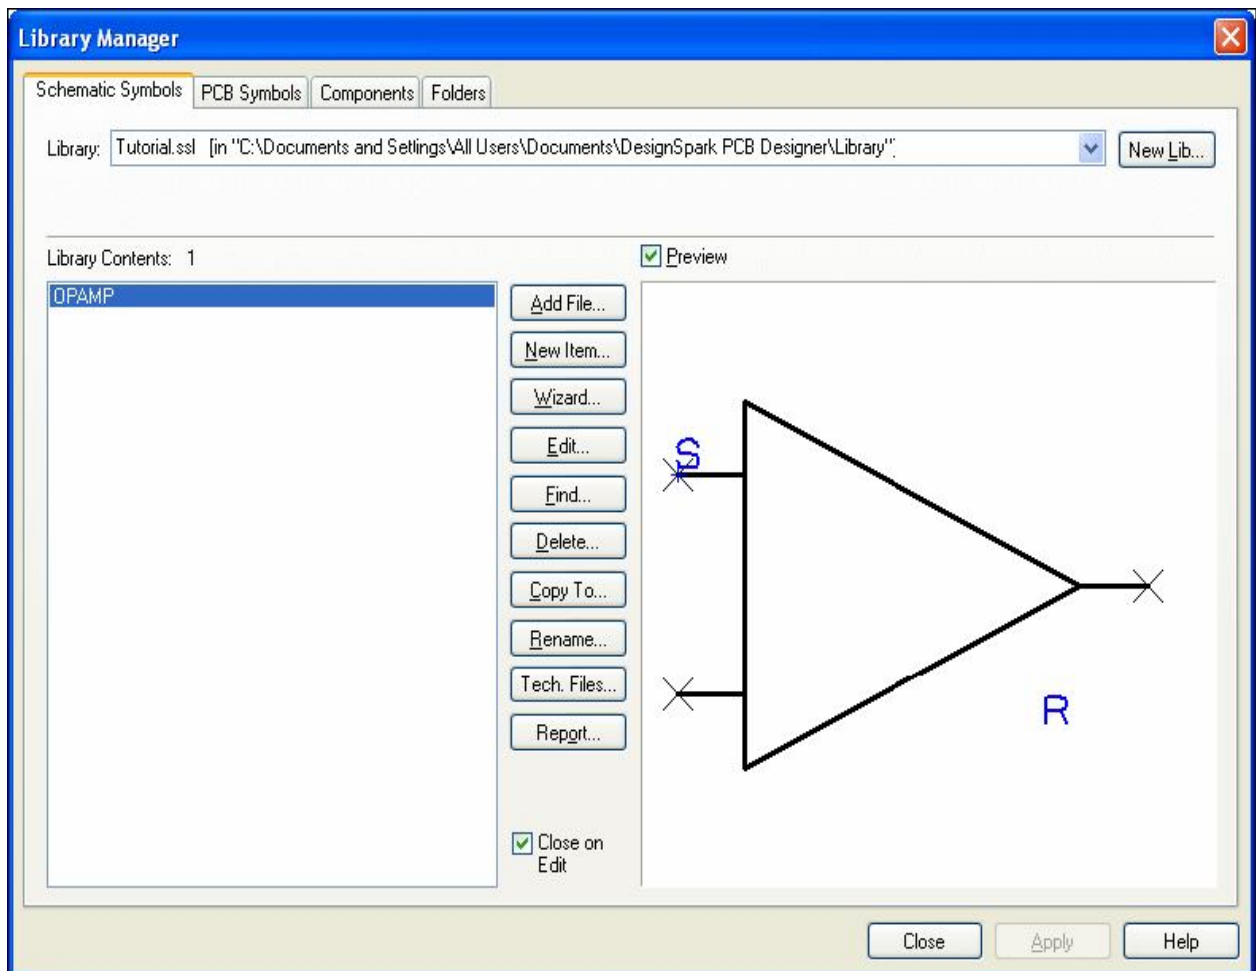 Library Manager
Schematic Symbols PCB Symbols Components Folders
Library: Tutorial.ssl [in "C:\Documents and Settings\All Users\Documents\DesignSpark PCB Designer\Library"] New Lib...
Library Contents: 1
Preview
OPAMP
Add File...
New Item...
Wizard...
Edit...
Find...
Delete...
Copy To...
Rename...
Tech. Files...
Report...
Close on
Edit
S
R
Close Apply Help